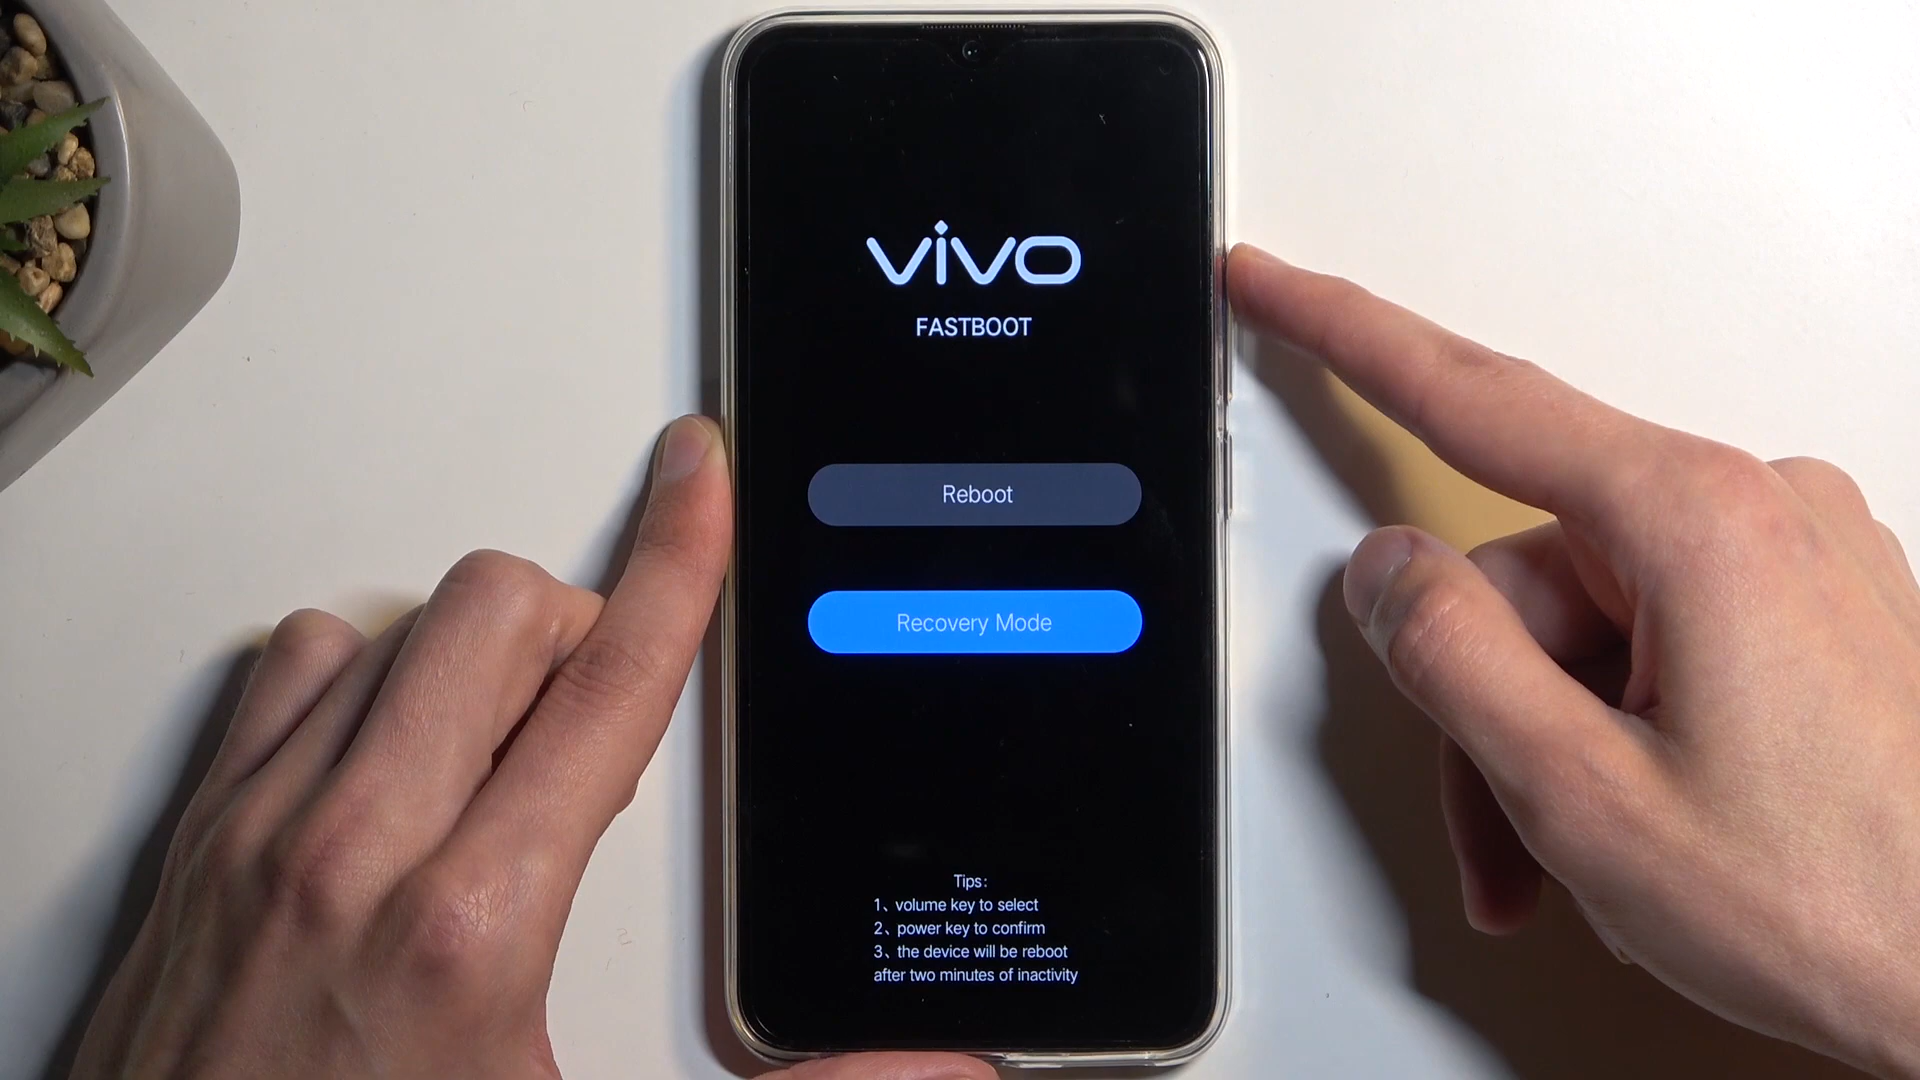 vivo
FASTBOOT
Reboot
Recovery Mode
Tips:
1、volume key to select
2、power key to confirm
3、the device will be reboot
after two minutes of inactivity